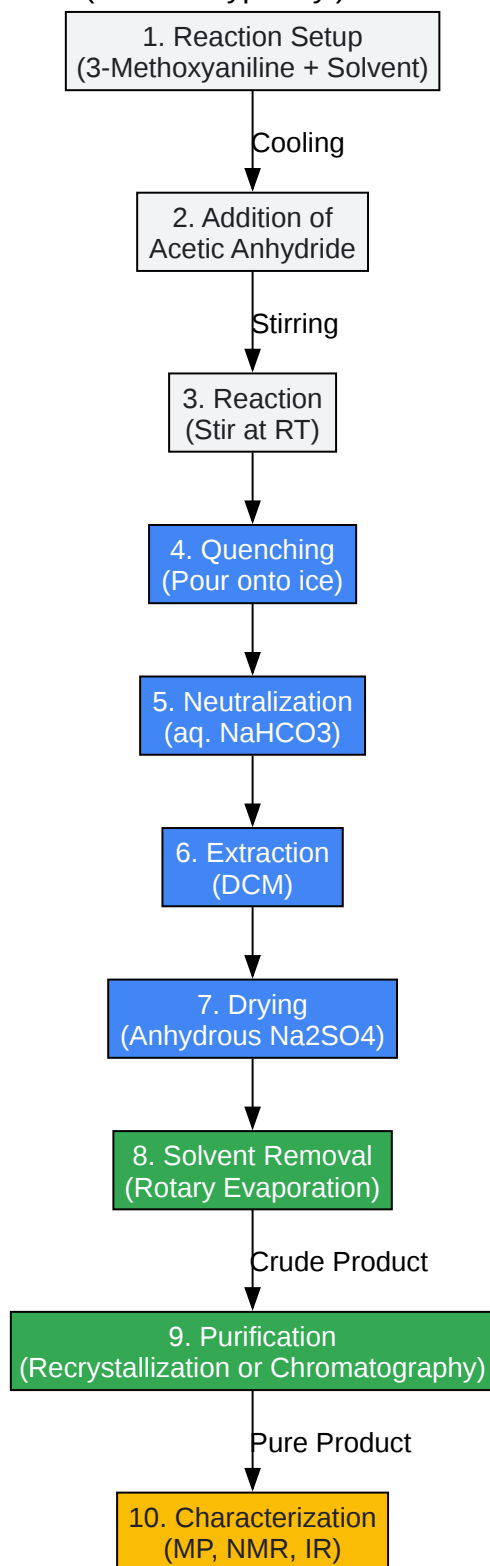 1. Reaction Setup
(3-Methoxyaniline + Solvent)
Cooling
2. Addition of
Acetic Anhydride
Stirring
3. Reaction
(Stir at RT)
4. Quenching
(Pour onto ice)
5. Neutralization
(aq. NaHCO3)
6. Extraction
(DCM)
7. Drying
(Anhydrous Na2SO4)
8. Solvent Removal
(Rotary Evaporation)
Crude Product
9. Purification
(Recrystallization or Chromatography)
Pure Product
10. Characterization
(MP, NMR, IR)